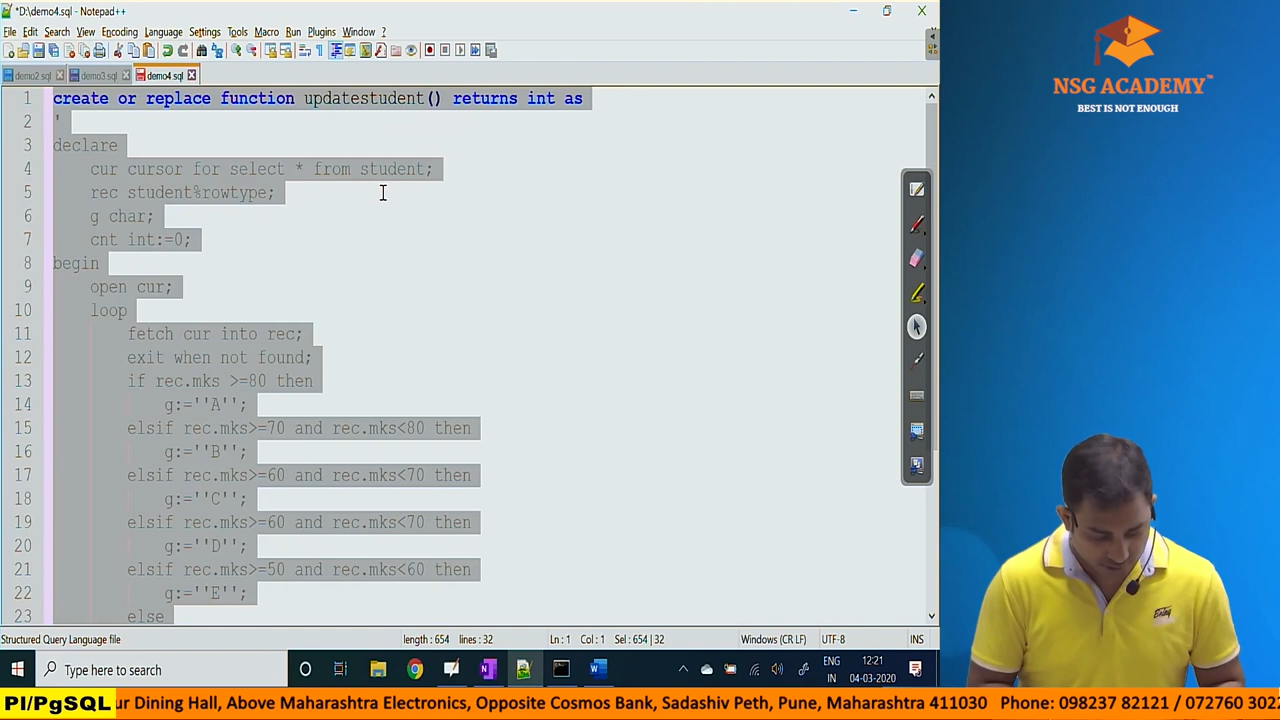 *D:\demo4.sql - Notepad++
File Edit Search View Encoding Language Settings Tools Macro Run Plugins Window ?
demo2.sql demo3.sql demo4.sql
1 create or replace function updatestudent() returns int as
2 '
3 declare
4 cur cursor for select * from student;
5 rec student%rowtype;
6 g char;
7 cnt int:=0;
8 begin
9 open cur;
10 loop
11 fetch cur into rec;
12 exit when not found;
13 if rec.mks >=80 then
14 g:=''A'';
15 elsif rec.mks>=70 and rec.mks<80 then
16 g:=''B'';
17 elsif rec.mks>=60 and rec.mks<70 then
18 g:=''C'';
19 elsif rec.mks>=60 and rec.mks<70 then
20 g:=''D'';
21 elsif rec.mks>=50 and rec.mks<60 then
22 g:=''E'';
23 else
Structured Query Language file length : 654 lines : 32 Ln : 1 Col : 1 Sel : 654 | 32 Windows (CR LF) UTF-8 INS
Type here to search
ENG
IN
12:21
04-03-2020
NSG ACADEMY™
BEST IS NOT ENOUGH
Pl/PgSQL ur Dining Hall, Above Maharashtra Electronics, Opposite Cosmos Bank, Sadashiv Peth, Pune, Maharashtra 411030 Phone: 098237 82121 / 072760 302